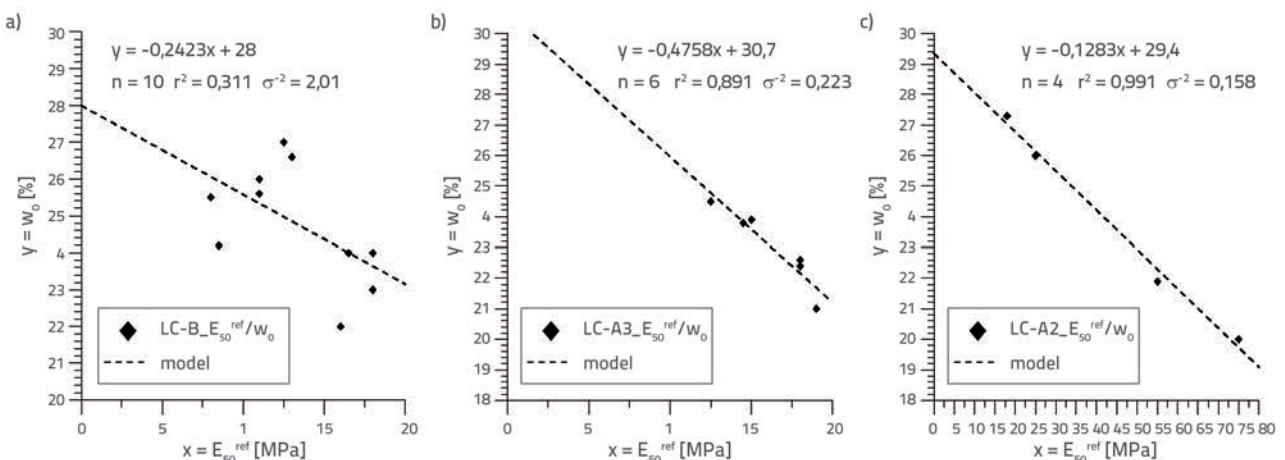 a)
y = –0,2423x + 28
n = 10 r² = 0,311 σ⁻² = 2,01
30
29
28
27
26
25
4
23
22
21
20
y = w₀ [%]
LC-B_E₅₀ʳᵉᶠ/w₀
model
0 5 10 15 20
x = E₅₀ʳᵉᶠ [MPa]
b)
y = –0,4758x + 30,7
n = 6 r² = 0,891 σ⁻² = 0,223
30
29
28
27
26
25
4
23
22
21
20
19
18
y = w₀ [%]
LC-A3_E₅₀ʳᵉᶠ/w₀
model
0 5 10 15 20
x = E₅₀ʳᵉᶠ [MPa]
c)
y = –0,1283x + 29,4
n = 4 r² = 0,991 σ⁻² = 0,158
30
29
28
27
26
25
4
23
22
21
20
19
18
y = w₀ [%]
LC-A2_E₅₀ʳᵉᶠ/w₀
model
0 5 10 15 20 25 30 35 40 45 50 55 60 65 70 75 80
x = E₅₀ʳᵉᶠ [MPa]